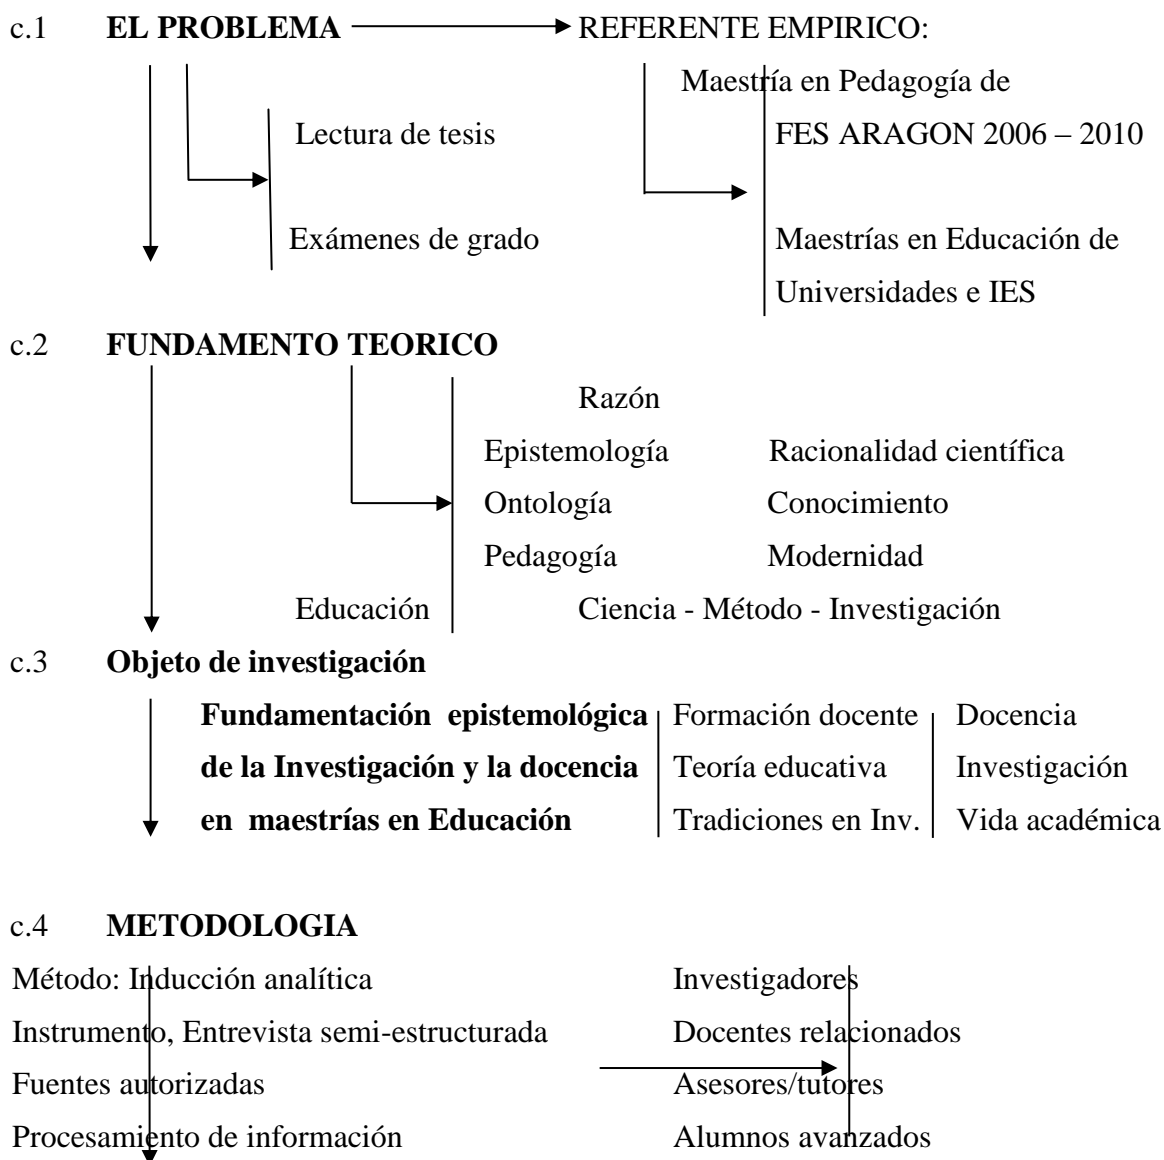 c.1 EL PROBLEMA REFERENTE EMPIRICO:
Maestría en Pedagogía de
Lectura de tesis FES ARAGON 2006 – 2010
Exámenes de grado Maestrías en Educación de
Universidades e IES
c.2 FUNDAMENTO TEORICO
Razón
Epistemología Racionalidad científica
Ontología Conocimiento
Pedagogía Modernidad
Educación Ciencia - Método - Investigación
c.3 Objeto de investigación
Fundamentación epistemológica Formación docente Docencia
de la Investigación y la docencia Teoría educativa Investigación
en maestrías en Educación Tradiciones en Inv. Vida académica
c.4 METODOLOGIA
Método: Inducción analítica Investigadores
Instrumento, Entrevista semi-estructurada Docentes relacionados
Fuentes autorizadas Asesores/tutores
Procesamiento de información Alumnos avanzados